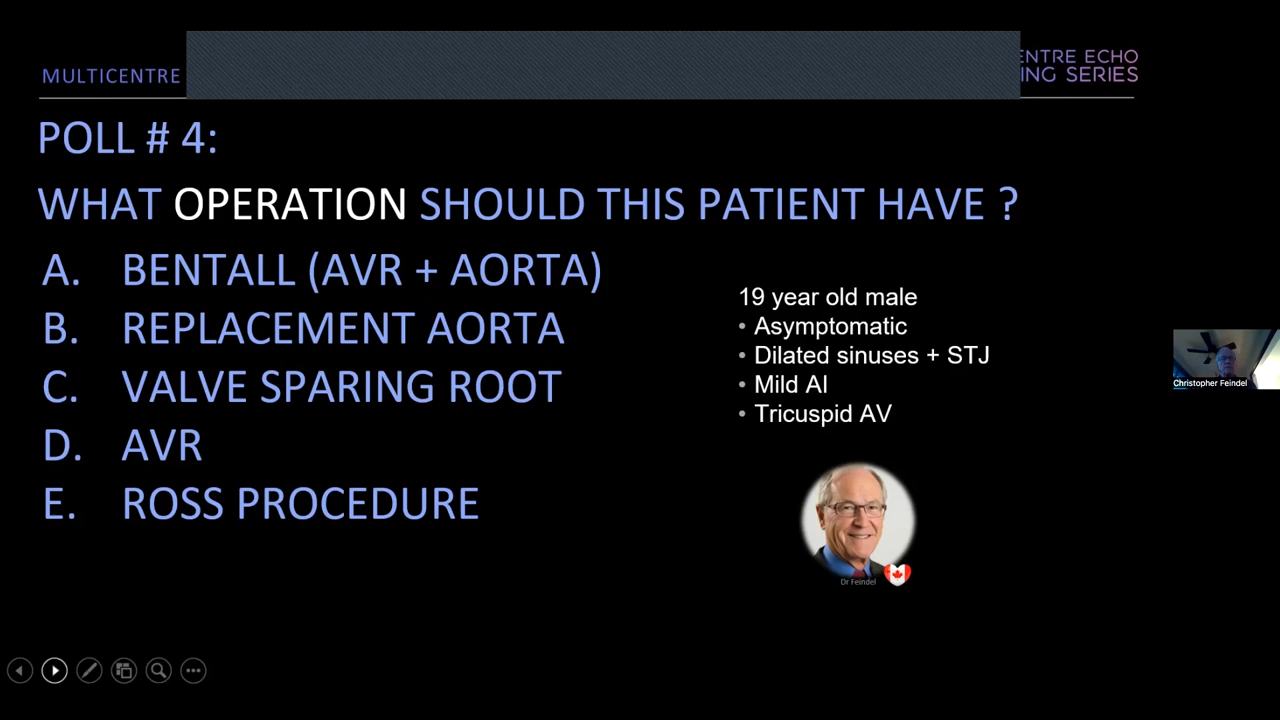 MULTICENTRE
ENTRE ECHO
ING SERIES
POLL # 4:
WHAT OPERATION SHOULD THIS PATIENT HAVE ?
A. BENTALL (AVR + AORTA)
B. REPLACEMENT AORTA
C. VALVE SPARING ROOT
D. AVR
E. ROSS PROCEDURE
19 year old male
• Asymptomatic
• Dilated sinuses + STJ
• Mild AI
• Tricuspid AV
Dr Feindel
Christopher Feindel